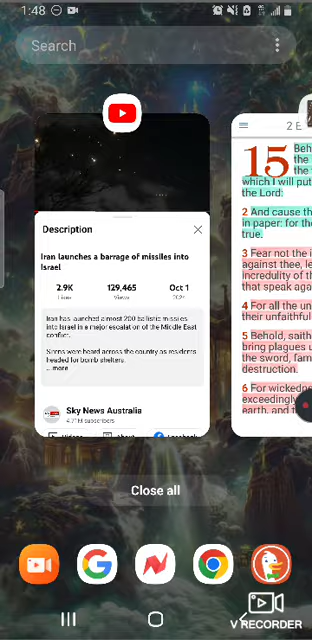 1:48
Search
Description
Iran launches a barrage of missiles into
Israel
2.9K 129,465 Oct 1
Likes Views 2024
Iran has launched almost 200 ballistic missiles
into Israel in a major escalation of the Middle East
conflict.
Sirens were heard across the country as residents
headed for bomb shelters.
...more
Sky News Australia
subscribers
Videos About Facebook
2 E
15 Beh
the
the
which I will put
the Lord:
2 And cause the
in paper: for the
true.
3 Fear not the i
against thee, le
incredulity of th
that speak aga
4 For all the un
their unfaithful
5 Behold, saith
bring plagues u
the sword, fam
destruction.
6 For wickedne
exceedingly
earth, and t
Close all
V RECORDER